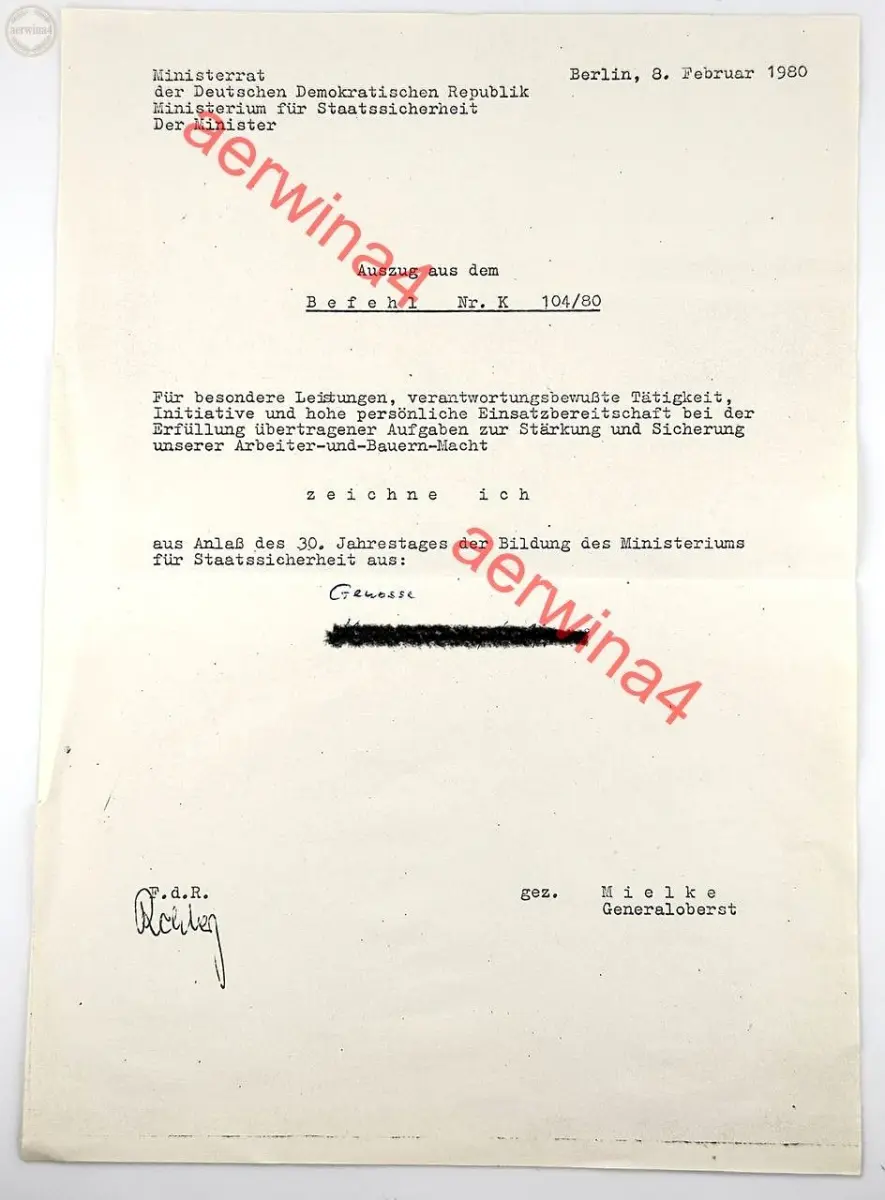 aerwina4
Ministerrat
der Deutschen Demokratischen Republik
Ministerium für Staatssicherheit
Der Minister
Berlin, 8. Februar 1980
aerwina4
Auszug aus dem
Befehl Nr. K 104/80
Für besondere Leistungen, verantwortungsbewußte Tätigkeit,
Initiative und hohe persönliche Einsatzbereitschaft bei der
Erfüllung übertragener Aufgaben zur Stärkung und Sicherung
unserer Arbeiter-und-Bauern-Macht
zeichne ich
aus Anlaß des 30. Jahrestages der Bildung des Ministeriums
für Staatssicherheit aus:
Genosse
aerwina4
F.d.R.
gez. Mielke
Generaloberst